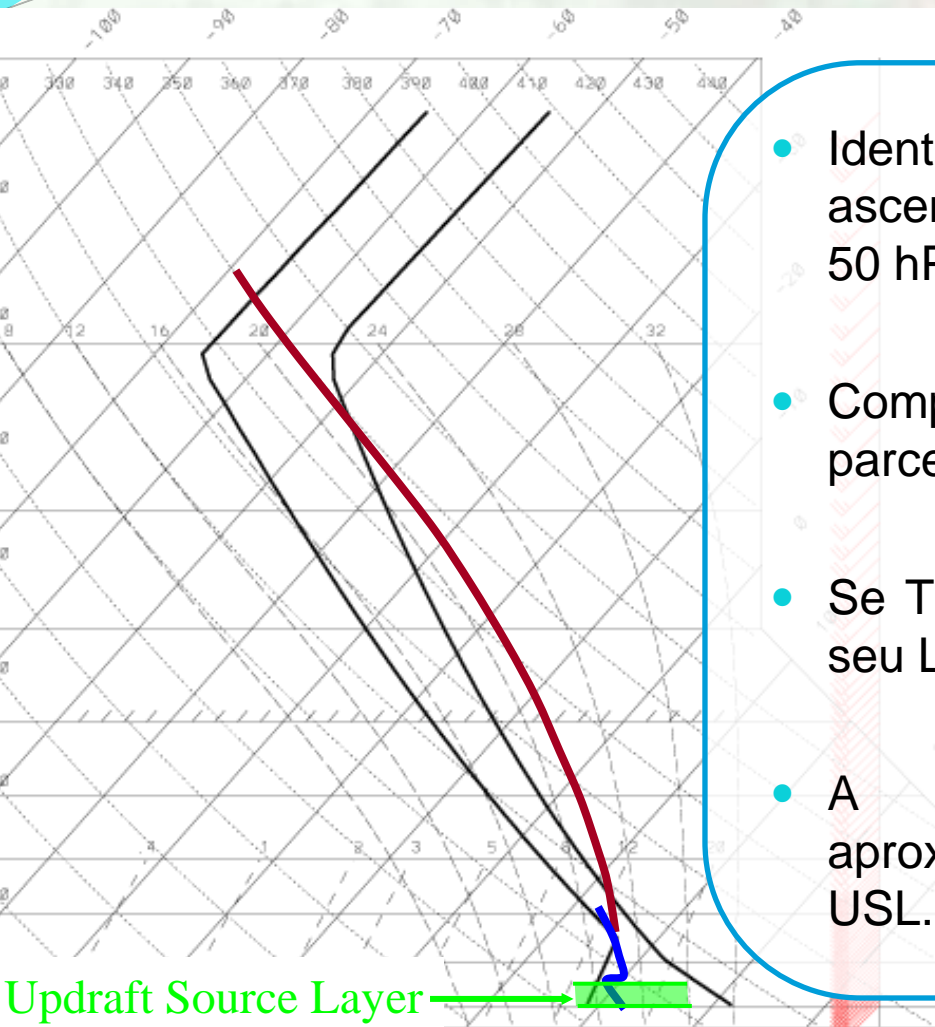 -100 -90 -80 -70 -60 -50 -40
330 340 350 360 370 380 390 400 410 420 430 440
8 12 16 20 24 28 32
1 2 3 5 8 12
Ident
ascer
50 hP
Comp
parce
Se T
seu L
A
aprox
USL.
Updraft Source Layer